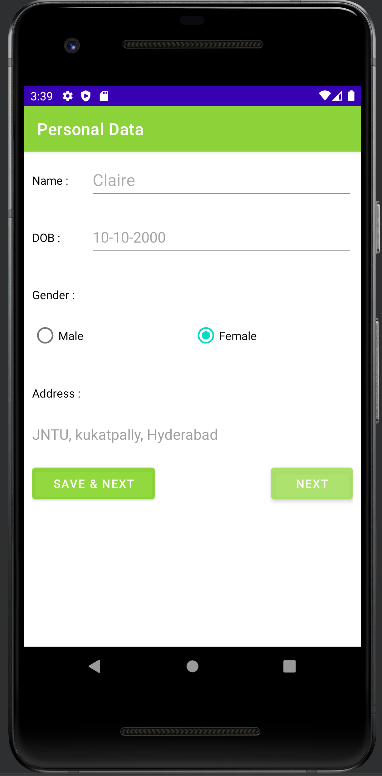 3:39
Personal Data
Name : Claire
DOB : 10-10-2000
Gender :
Male Female
Address :
JNTU, kukatpally, Hyderabad
SAVE & NEXT NEXT